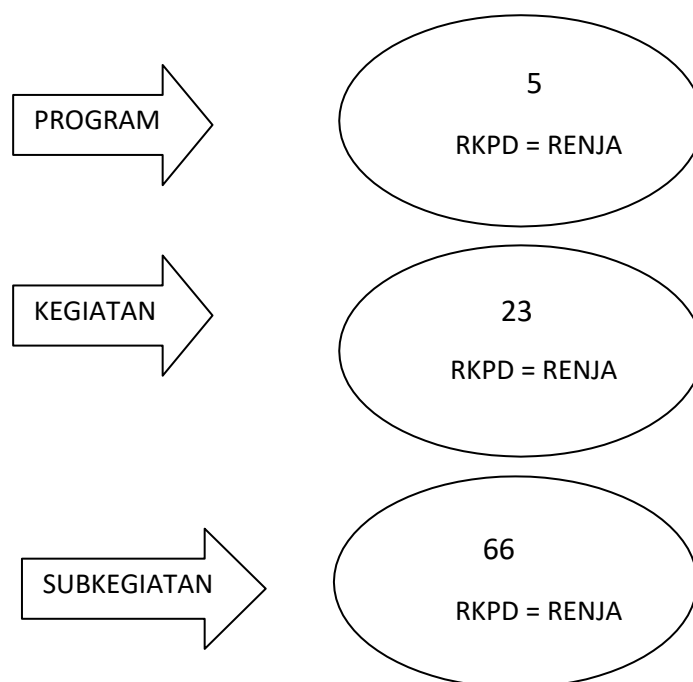 PROGRAM
5
RKPD = RENJA
KEGIATAN
23
RKPD = RENJA
SUBKEGIATAN
66
RKPD = RENJA